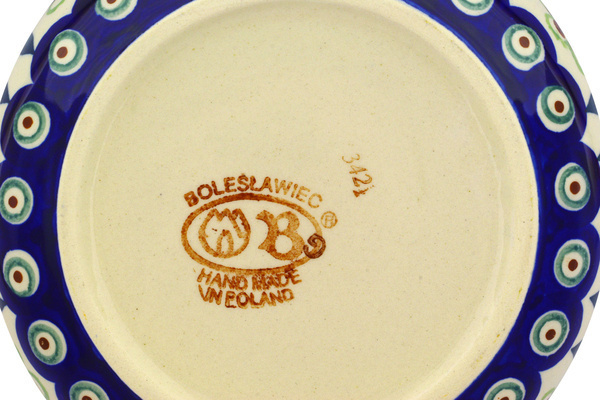 3421
BOLESŁAWIEC
B ®
HAND MADE
IN POLAND